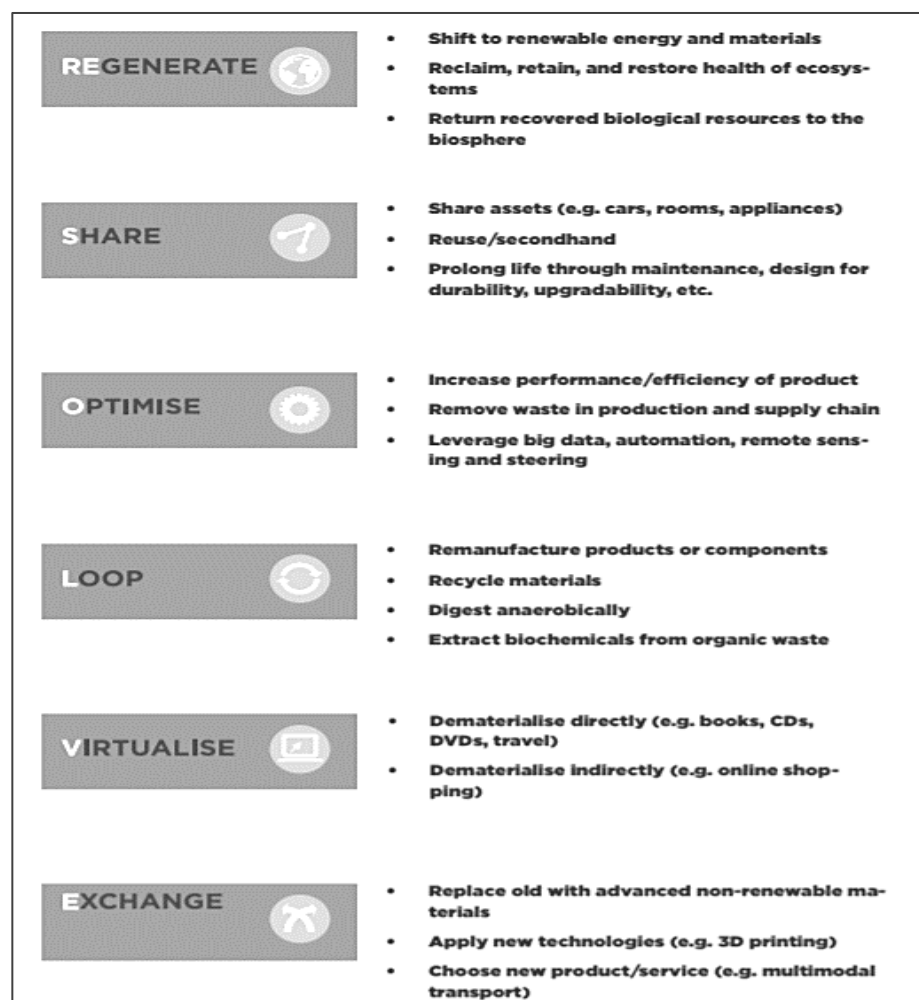 REGENERATE
• Shift to renewable energy and materials
• Reclaim, retain, and restore health of ecosys-
tems
• Return recovered biological resources to the
biosphere
SHARE
• Share assets (e.g. cars, rooms, appliances)
• Reuse/secondhand
• Prolong life through maintenance, design for
durability, upgradability, etc.
OPTIMISE
• Increase performance/efficiency of product
• Remove waste in production and supply chain
• Leverage big data, automation, remote sens-
ing and steering
LOOP
• Remanufacture products or components
• Recycle materials
• Digest anaerobically
• Extract biochemicals from organic waste
VIRTUALISE
• Dematerialise directly (e.g. books, CDs,
DVDs, travel)
• Dematerialise indirectly (e.g. online shop-
ping)
EXCHANGE
• Replace old with advanced non-renewable ma-
terials
• Apply new technologies (e.g. 3D printing)
• Choose new product/service (e.g. multimodal
transport)